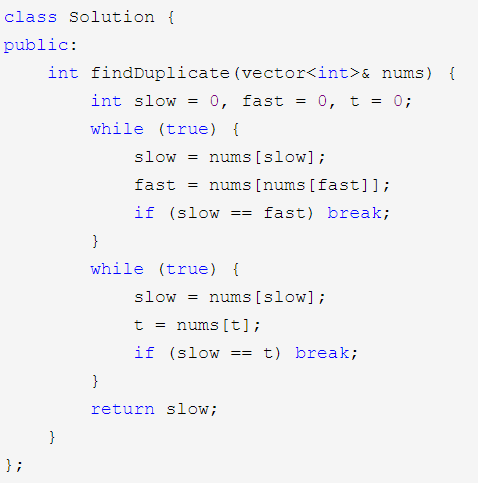 class Solution {
public:
    int findDuplicate(vector<int>& nums) {
        int slow = 0, fast = 0, t = 0;
        while (true) {
            slow = nums[slow];
            fast = nums[nums[fast]];
            if (slow == fast) break;
        }
        while (true) {
            slow = nums[slow];
            t = nums[t];
            if (slow == t) break;
        }
        return slow;
    }
};